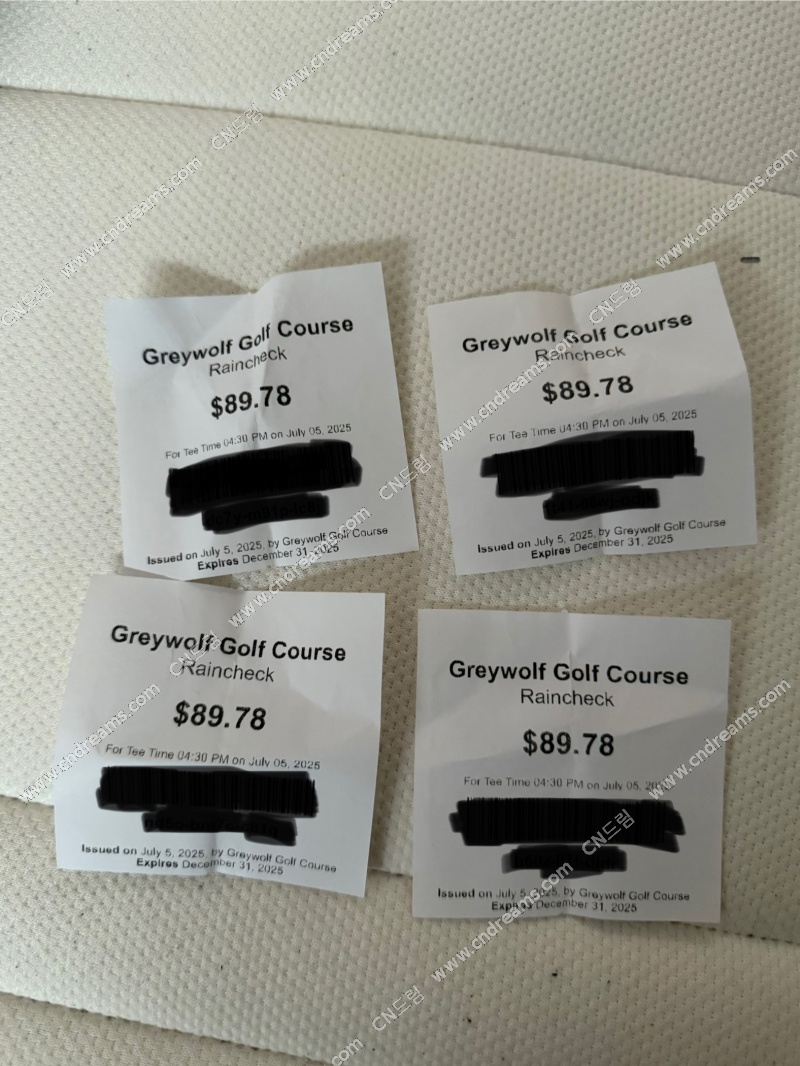 Greywolf Golf Course
Raincheck
$89.78
For Tee Time 04:30 PM on July 05, 2025
Issued on July 5, 2025, by Greywolf Golf Course
Expires December 31, 2025
Greywolf Golf Course
Raincheck
$89.78
For Tee Time 04:30 PM on July 05, 2025
Issued on July 5, 2025, by Greywolf Golf Course
Expires December 31, 2025
Greywolf Golf Course
Raincheck
$89.78
For Tee Time 04:30 PM on July 05, 2025
Issued on July 5, 2025, by Greywolf Golf Course
Expires December 31, 2025
Greywolf Golf Course
Raincheck
$89.78
For Tee Time 04:30 PM on July 05, 2025
Issued on July 5, 2025, by Greywolf Golf Course
Expires December 31, 2025
CN드림 www.cndreams.com